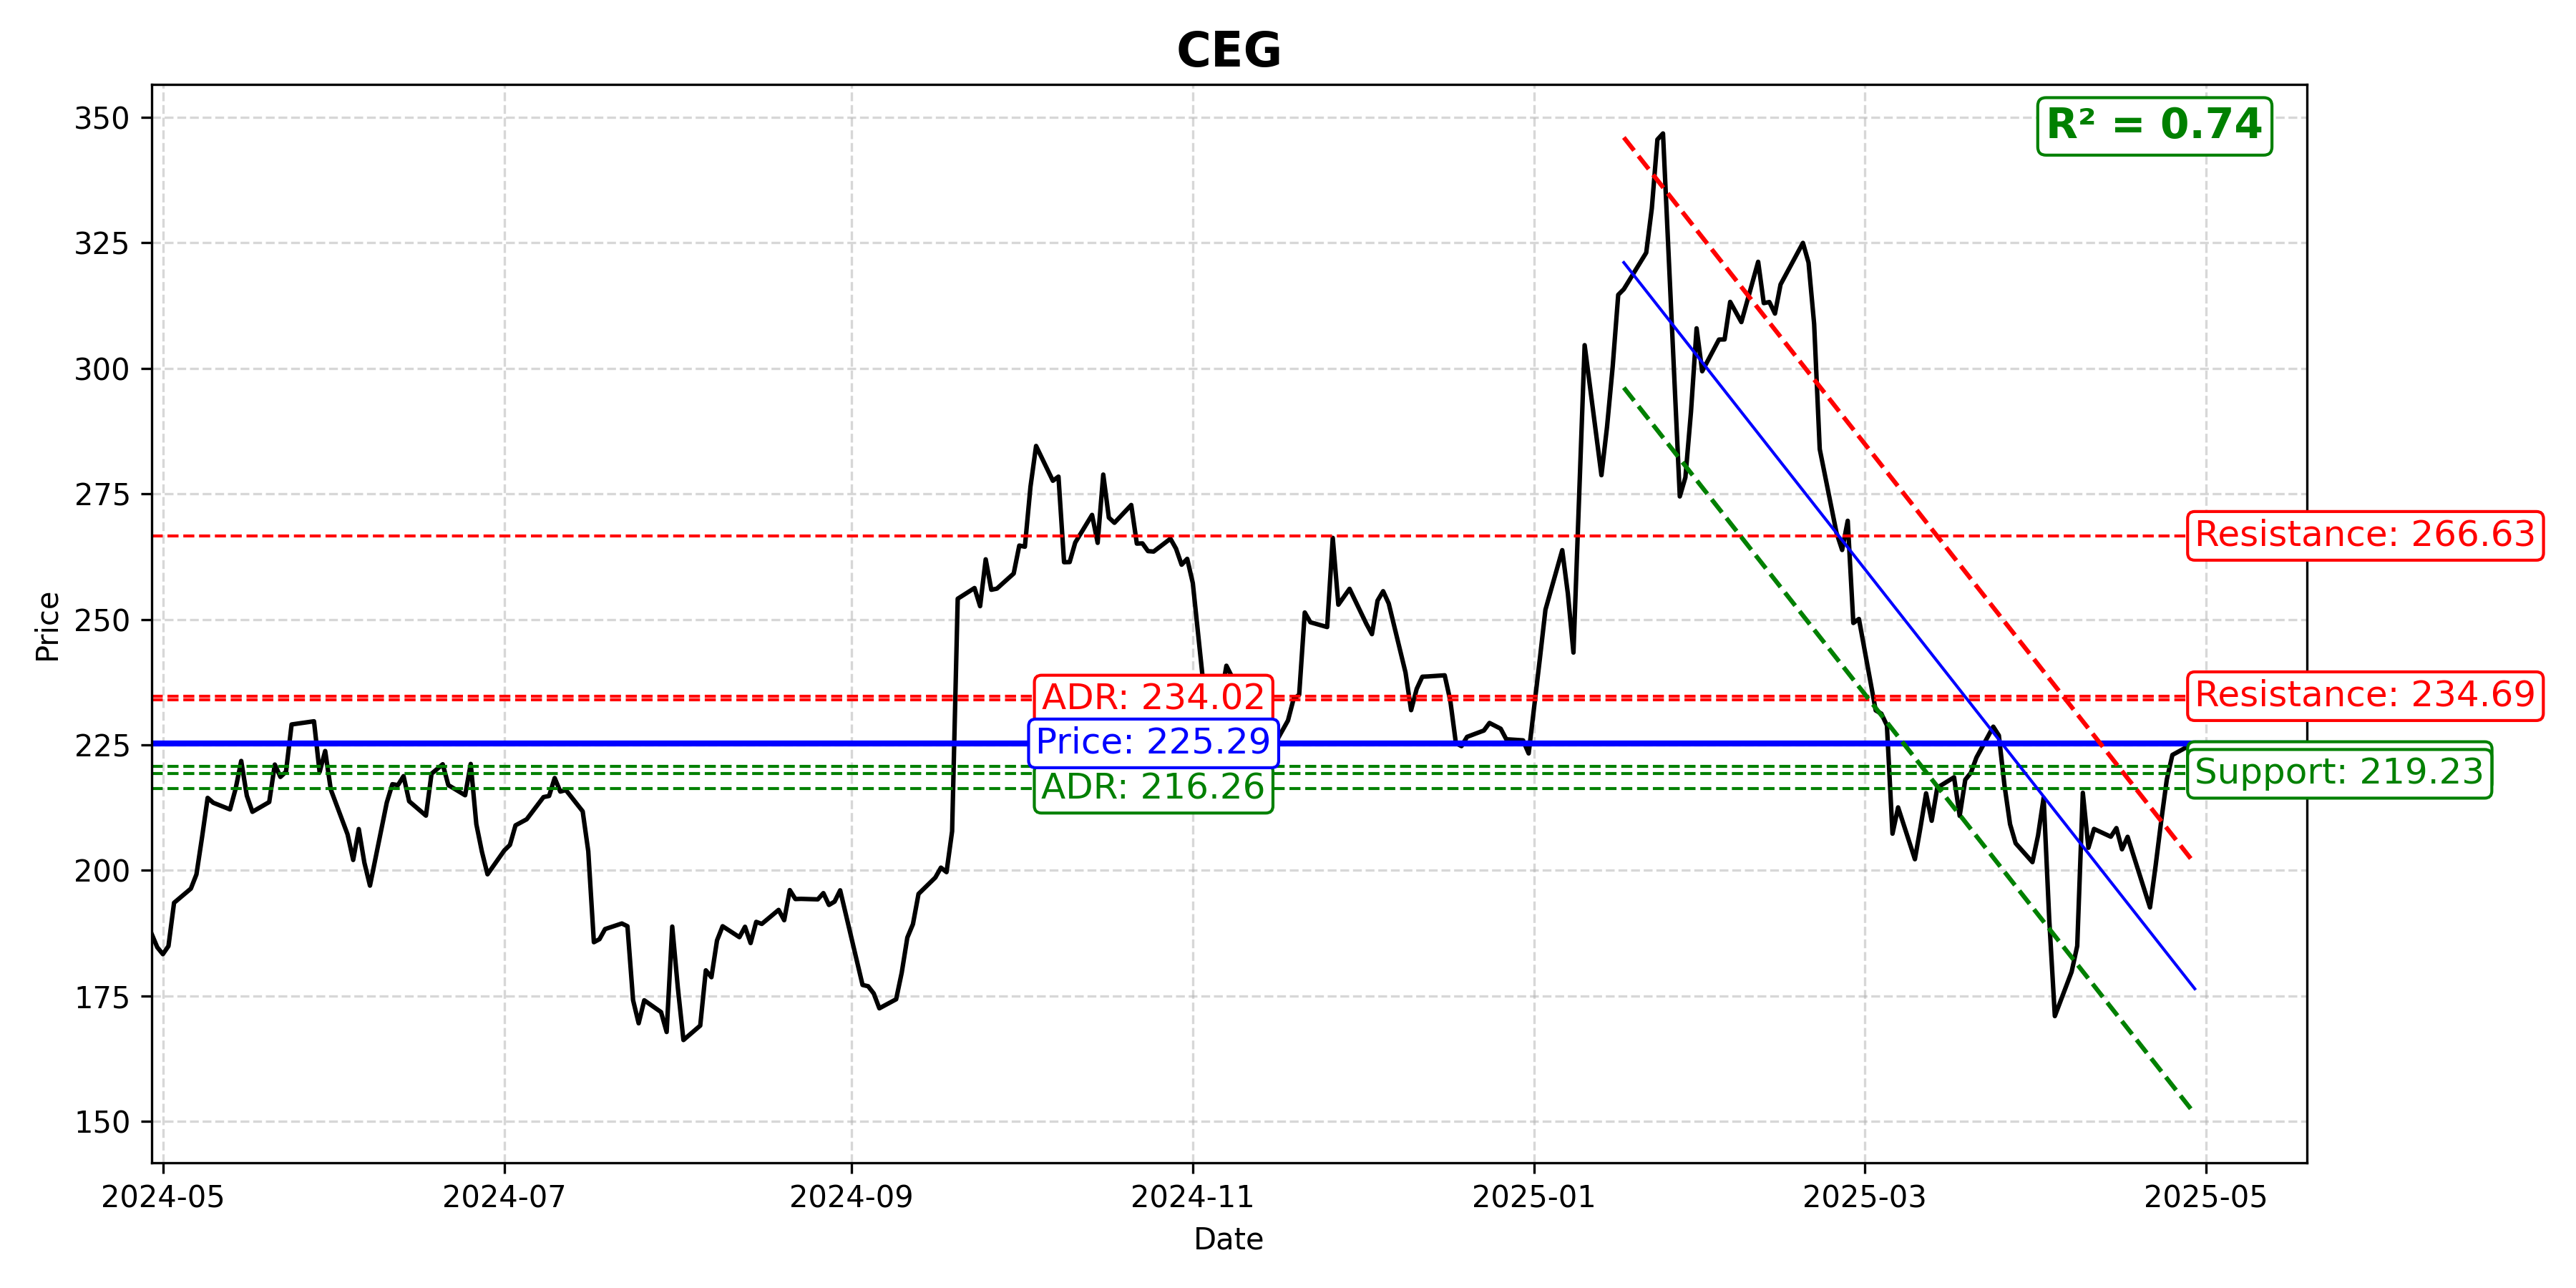 CEG
R² = 0.74
Price
350
325
300
275
250
225
200
175
150
Resistance: 266.63
ADR: 234.02
Resistance: 234.69
Price: 225.29
Support: 219.23
ADR: 216.26
2024-05
2024-07
2024-09
2024-11
2025-01
2025-03
2025-05
Date